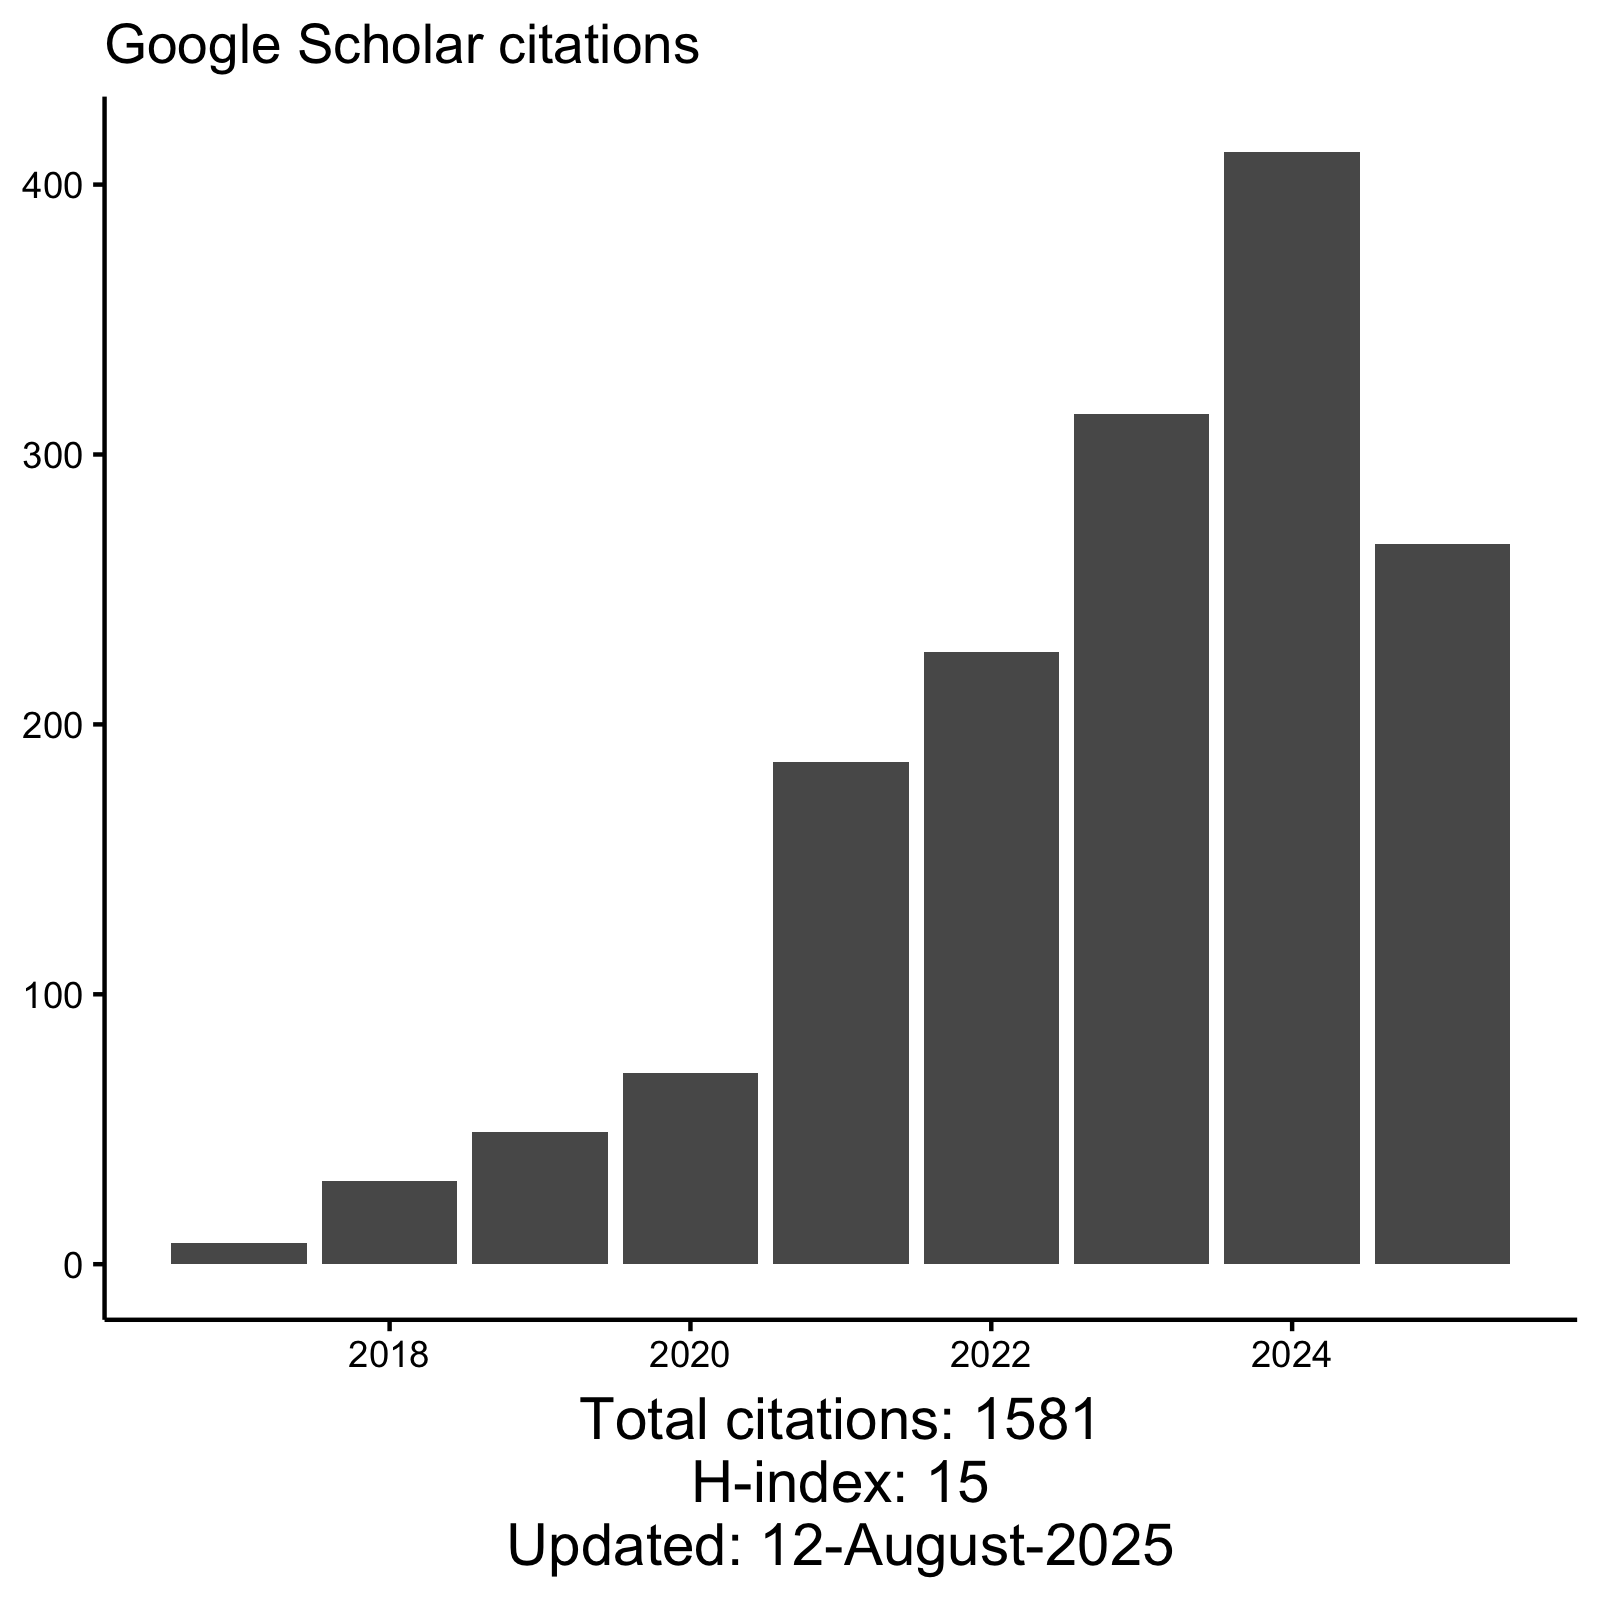 Google Scholar citations
400
300
200
100
0
2018 2020 2022 2024
Total citations: 1581
H-index: 15
Updated: 12-August-2025